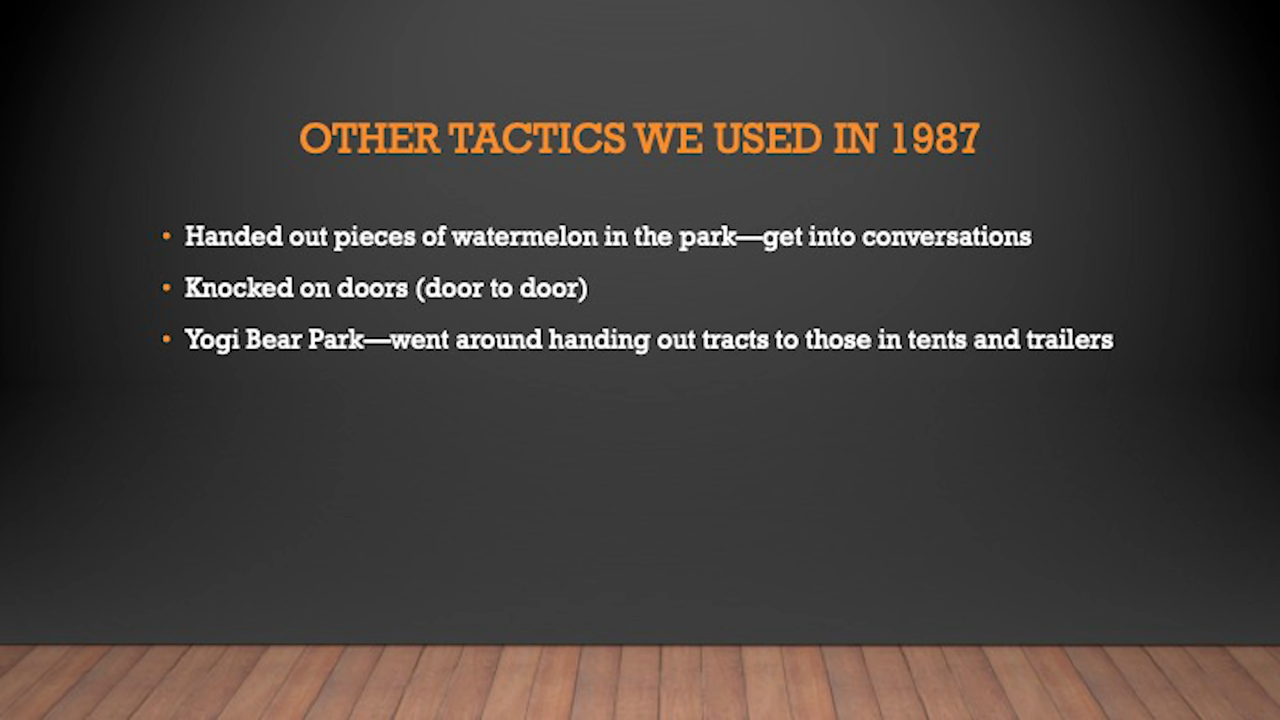 OTHER TACTICS WE USED IN 1987
• Handed out pieces of watermelon in the park—get into conversations
• Knocked on doors (door to door)
• Yogi Bear Park—went around handing out tracts to those in tents and trailers